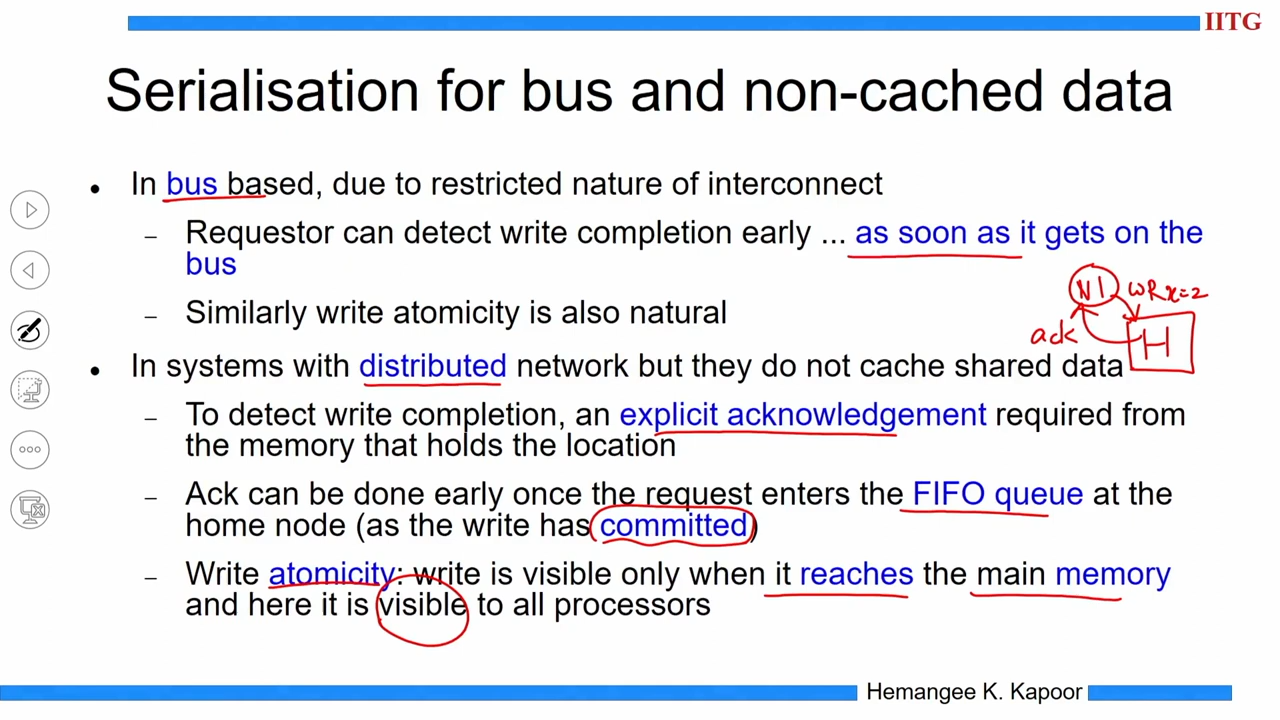 IITG
Serialisation for bus and non-cached data
• In bus based, due to restricted nature of interconnect
– Requestor can detect write completion early ... as soon as it gets on the
bus
– Similarly write atomicity is also natural
N1 WR x=2
ack H
• In systems with distributed network but they do not cache shared data
– To detect write completion, an explicit acknowledgement required from
the memory that holds the location
– Ack can be done early once the request enters the FIFO queue at the
home node (as the write has committed)
– Write atomicity: write is visible only when it reaches the main memory
and here it is visible to all processors
Hemangee K. Kapoor